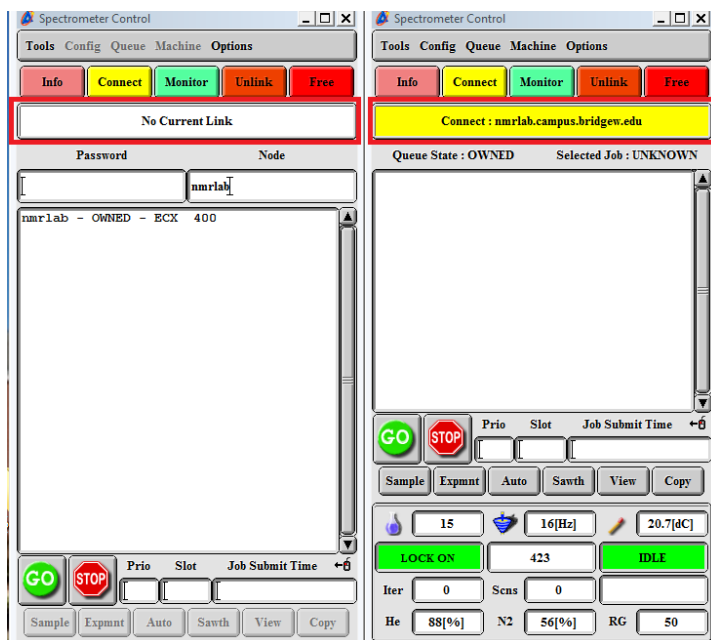 Spectrometer Control
Tools Config Queue Machine Options
Info Connect Monitor Unlink Free
No Current Link
Password Node
nmrlab
nmrlab - OWNED - ECX 400
GO STOP Prio Slot Job Submit Time
Sample Expmnt Auto Sawth View Copy
Spectrometer Control
Tools Config Queue Machine Options
Info Connect Monitor Unlink Free
Connect : nmrlab.campus.bridgew.edu
Queue State : OWNED Selected Job : UNKNOWN
GO STOP Prio Slot Job Submit Time
Sample Expmnt Auto Sawth View Copy
15 16[Hz] 20.7[dC]
LOCK ON 423 IDLE
Iter 0 Scns 0
He 88[%] N2 56[%] RG 50